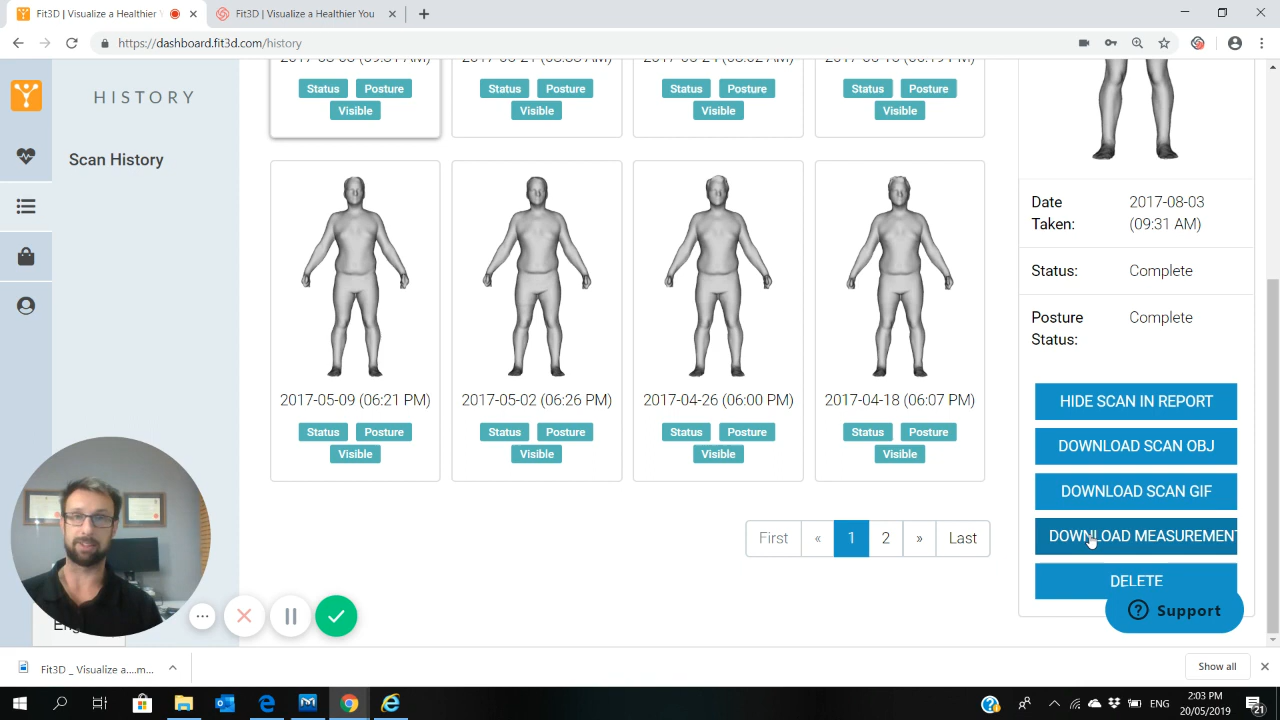 Fit3D | Visualize a Healthier Y
Fit3D | Visualize a Healthier You
https://dashboard.fit3d.com/history
HISTORY
Scan History
Status Posture
Visible
Status Posture
Visible
Status Posture
Visible
Status Posture
Visible
2017-05-09 (06:21 PM)
Status Posture
Visible
2017-05-02 (06:26 PM)
Status Posture
Visible
2017-04-26 (06:00 PM)
Status Posture
Visible
2017-04-18 (06:07 PM)
Status Posture
Visible
First « 1 2 » Last
Date Taken:
2017-08-03 (09:31 AM)
Status: Complete
Posture Status: Complete
HIDE SCAN IN REPORT
DOWNLOAD SCAN OBJ
DOWNLOAD SCAN GIF
DOWNLOAD MEASUREMENT
DELETE
Support
Fit3D _ Visualize a....m...
Show all
ENG
2:03 PM
20/05/2019
21